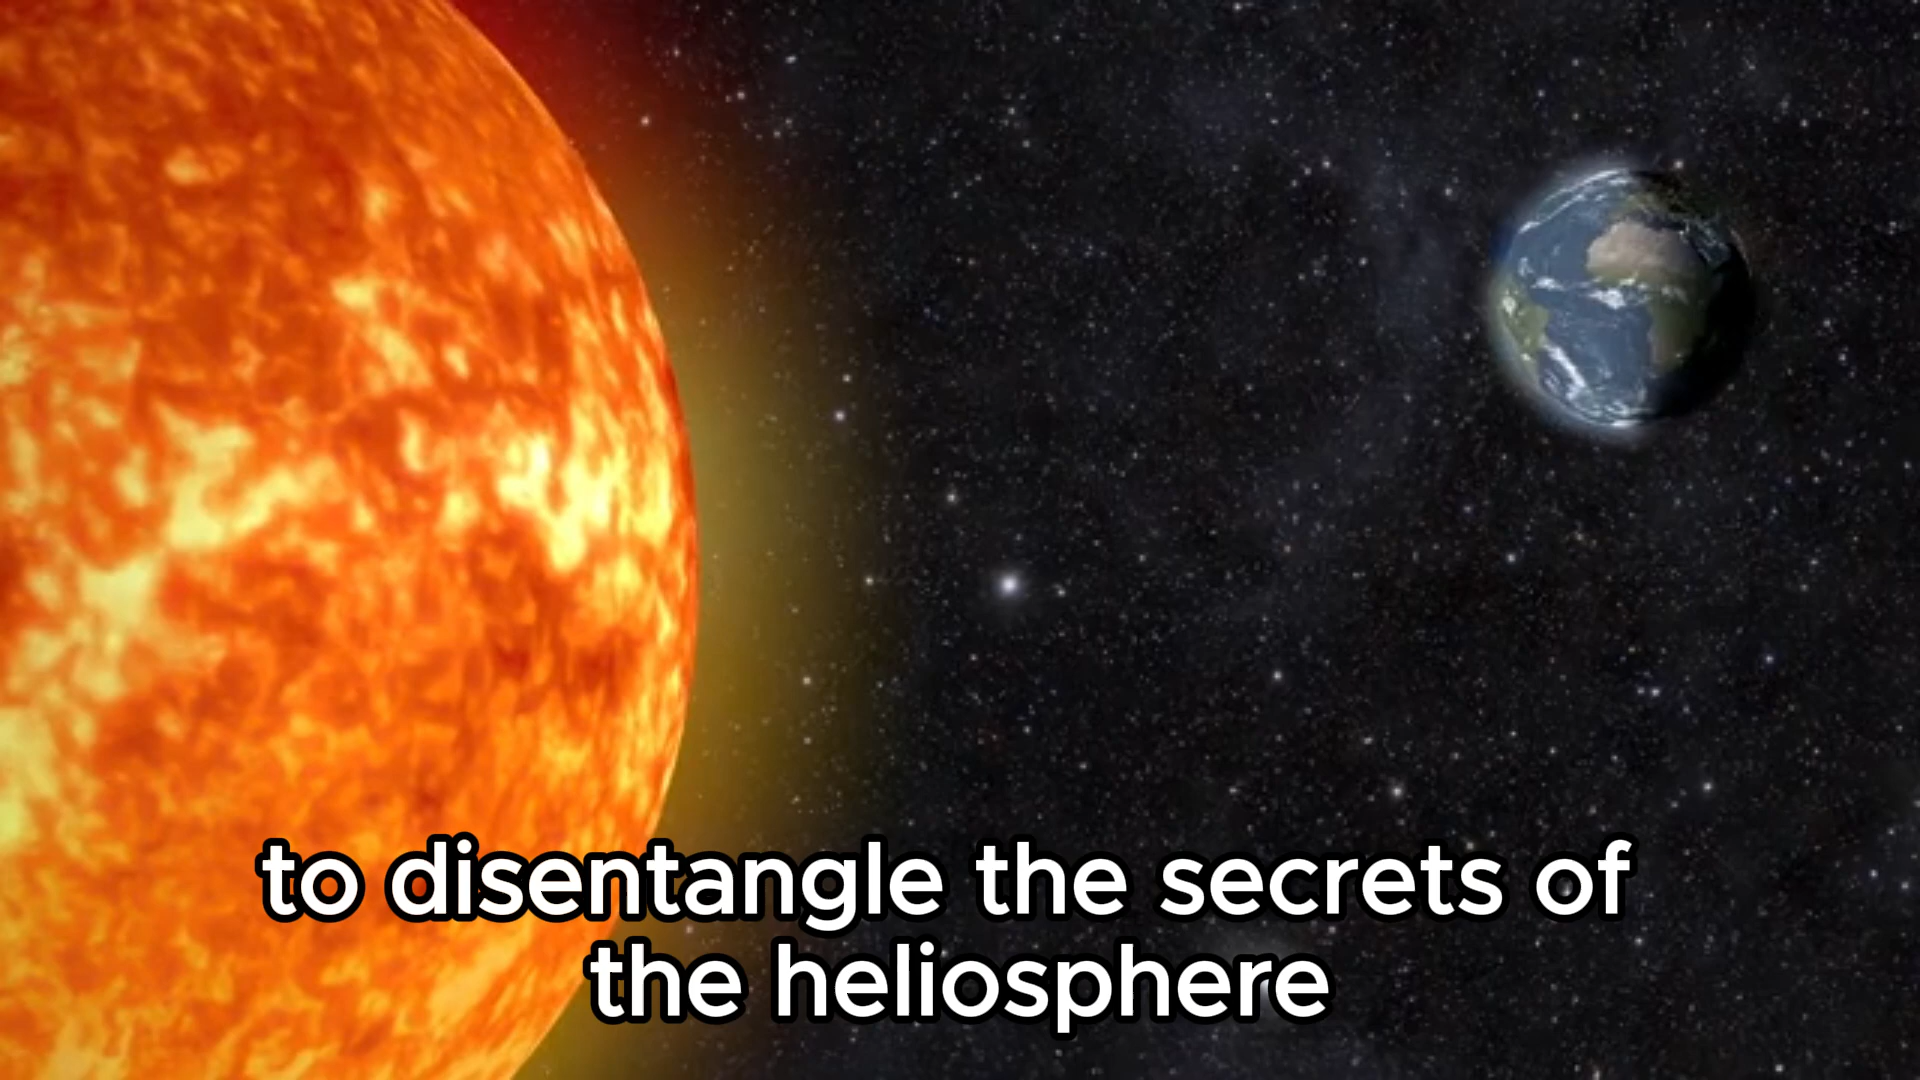 to disentangle the secrets of
the heliosphere